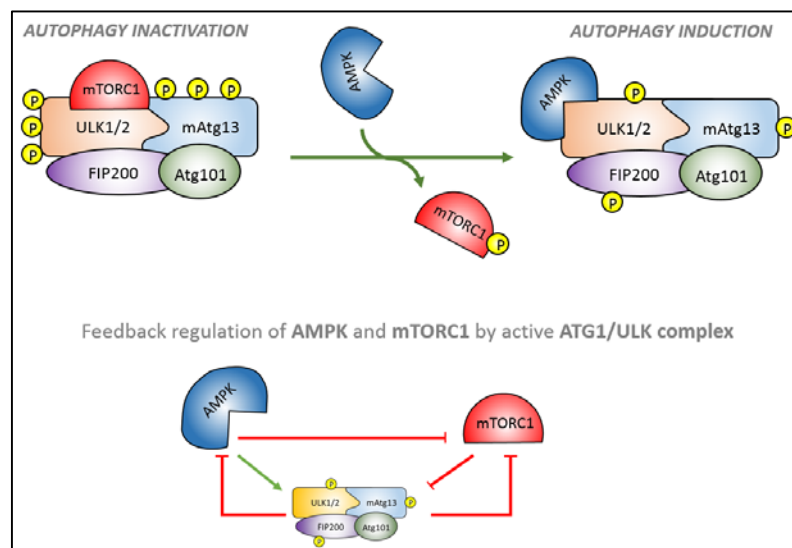 AUTOPHAGY INACTIVATION
AUTOPHAGY INDUCTION
P
P
P
P
P
P
mTORC1
ULK1/2
mAtg13
FIP200
Atg101
AMPK
mTORC1
P
AMPK
P
ULK1/2
mAtg13
P
FIP200
Atg101
P
Feedback regulation of AMPK and mTORC1 by active ATG1/ULK complex
AMPK
mTORC1
P
ULK1/2
mAtg13
P
FIP200
Atg101
P